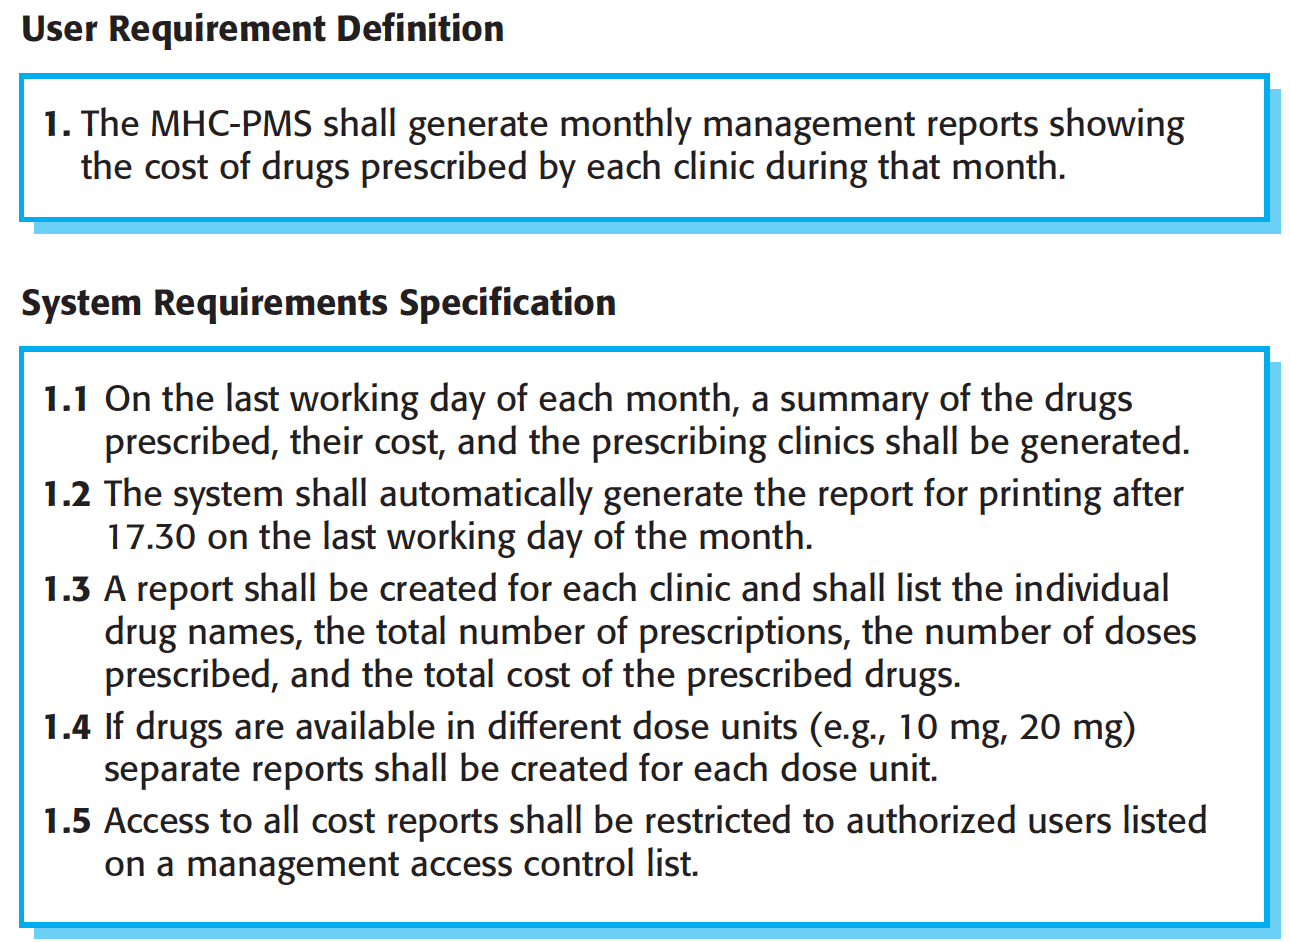 User Requirement Definition
1. The MHC-PMS shall generate monthly management reports showing
the cost of drugs prescribed by each clinic during that month.
System Requirements Specification
1.1 On the last working day of each month, a summary of the drugs
prescribed, their cost, and the prescribing clinics shall be generated.
1.2 The system shall automatically generate the report for printing after
17.30 on the last working day of the month.
1.3 A report shall be created for each clinic and shall list the individual
drug names, the total number of prescriptions, the number of doses
prescribed, and the total cost of the prescribed drugs.
1.4 If drugs are available in different dose units (e.g., 10 mg, 20 mg)
separate reports shall be created for each dose unit.
1.5 Access to all cost reports shall be restricted to authorized users listed
on a management access control list.